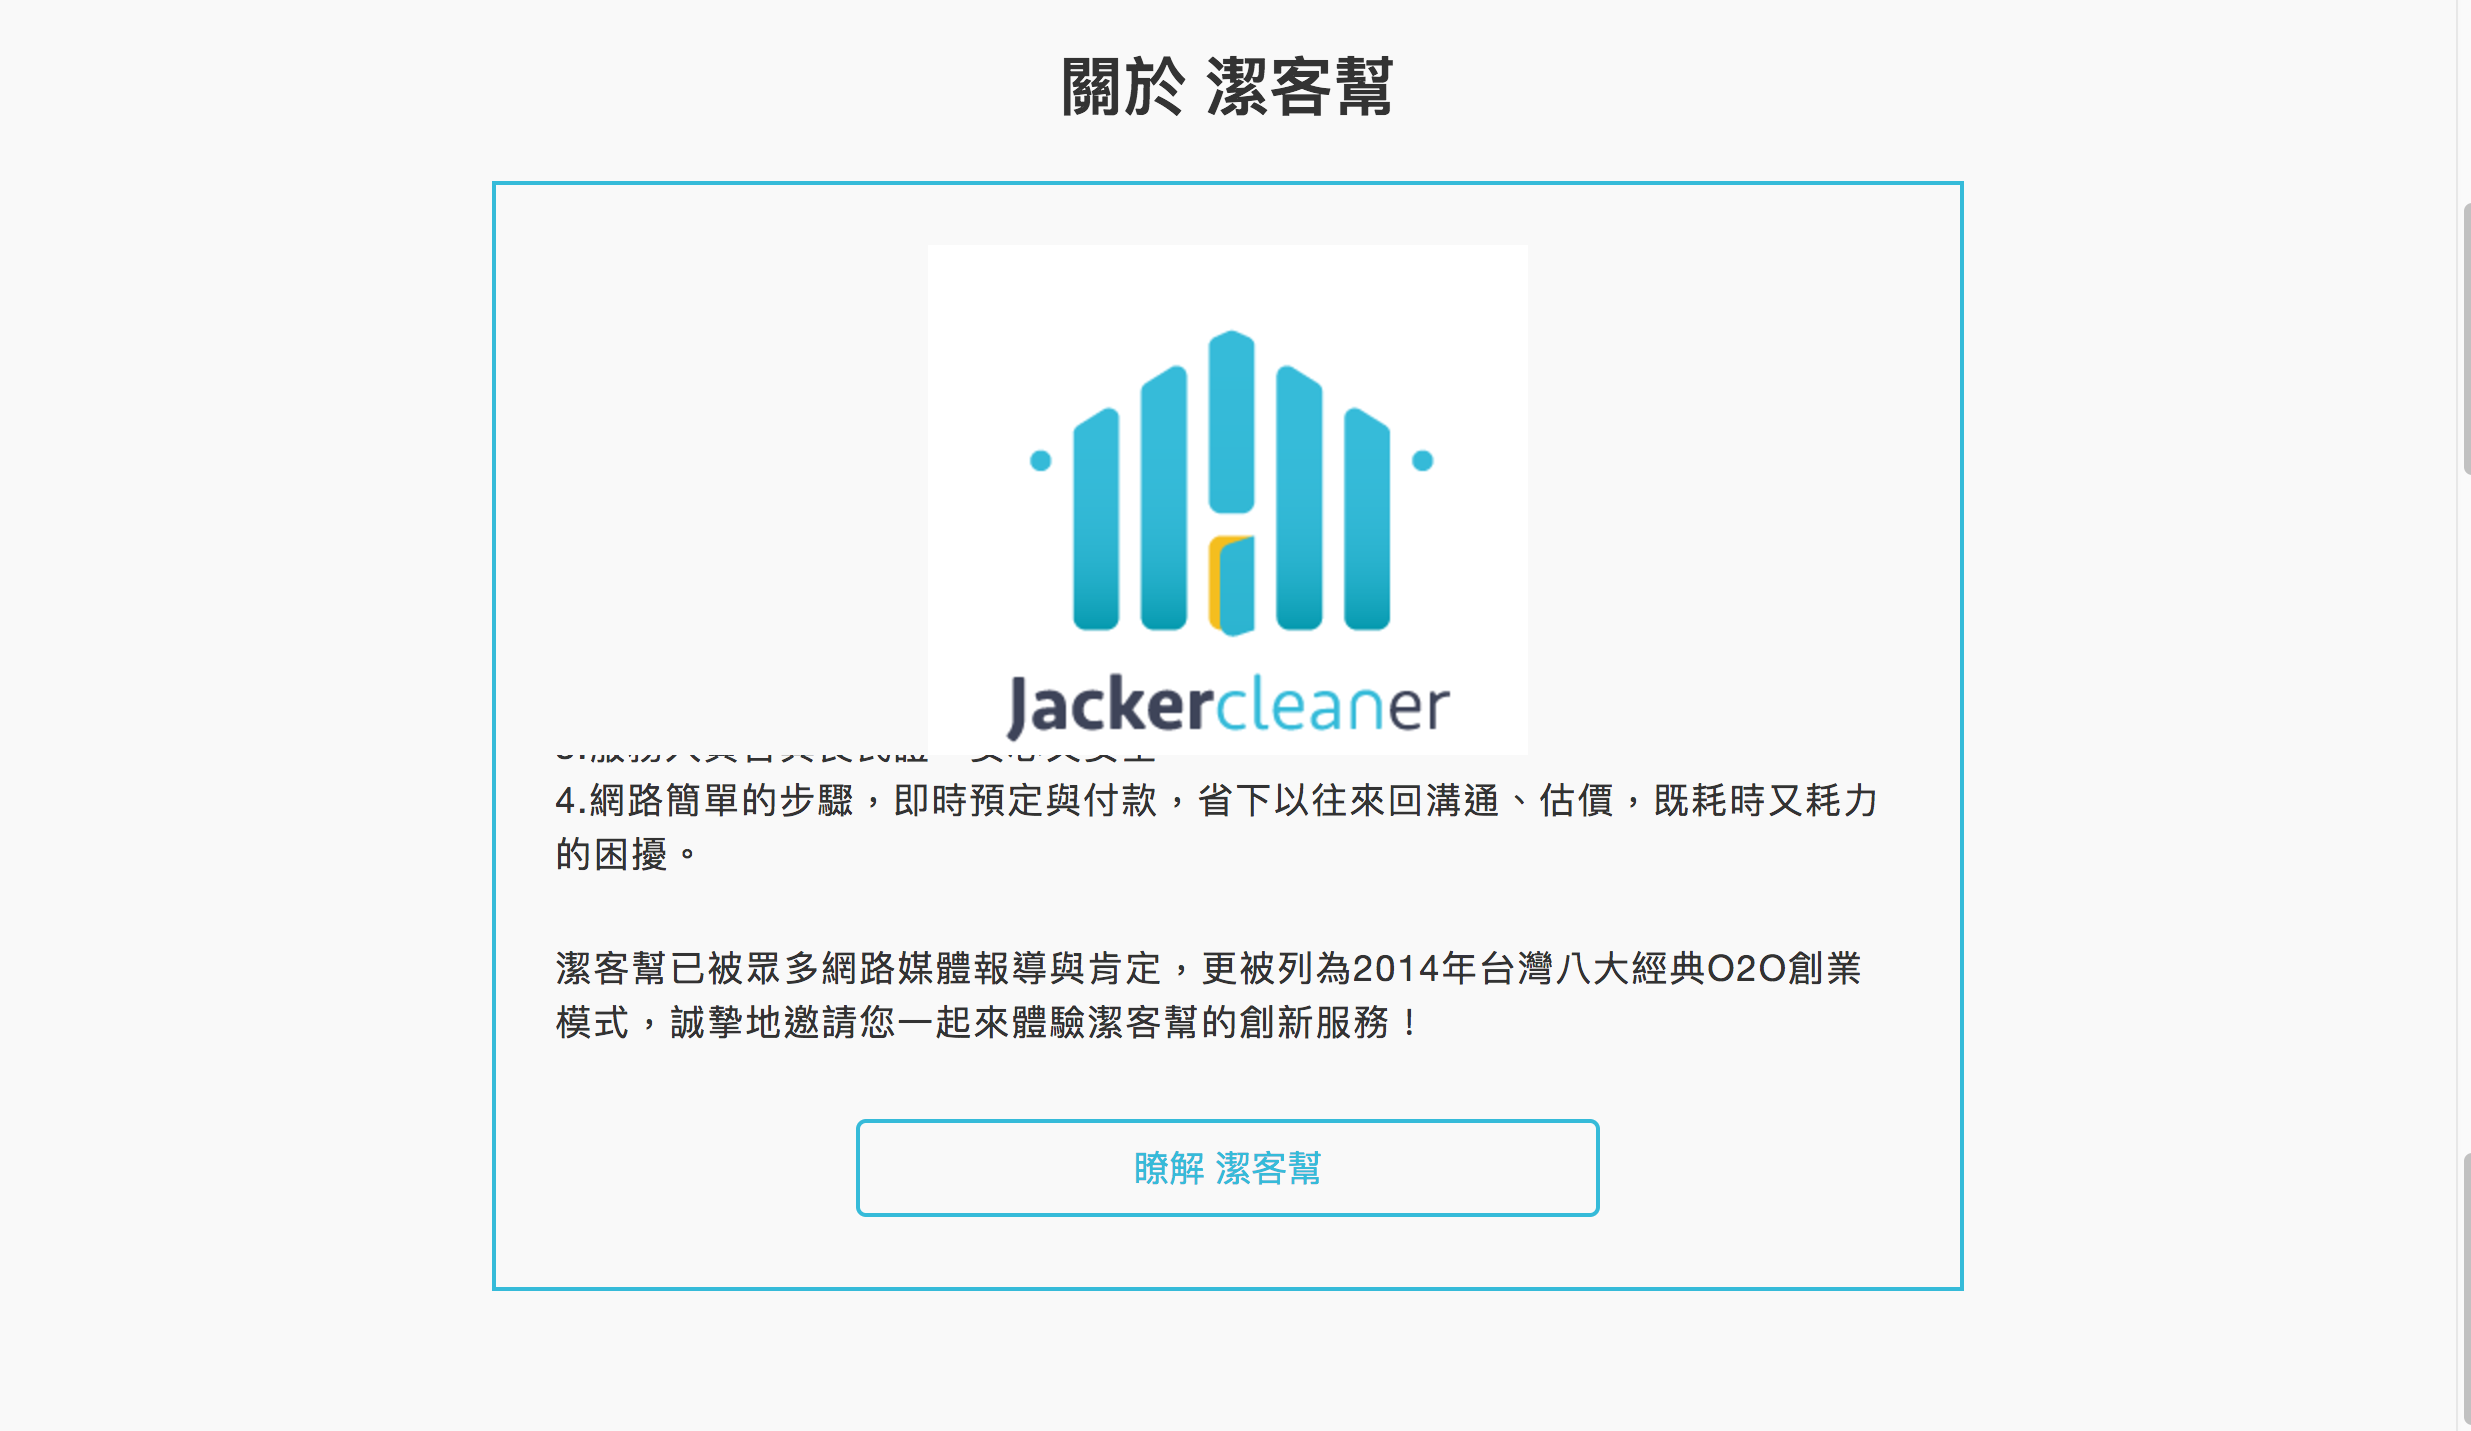 關於 潔客幫
Jackercleaner
4.網路簡單的步驟，即時預定與付款，省下以往來回溝通、估價，既耗時又耗力
的困擾。
潔客幫已被眾多網路媒體報導與肯定，更被列為2014年台灣八大經典O2O創業
模式，誠摯地邀請您一起來體驗潔客幫的創新服務！
瞭解 潔客幫